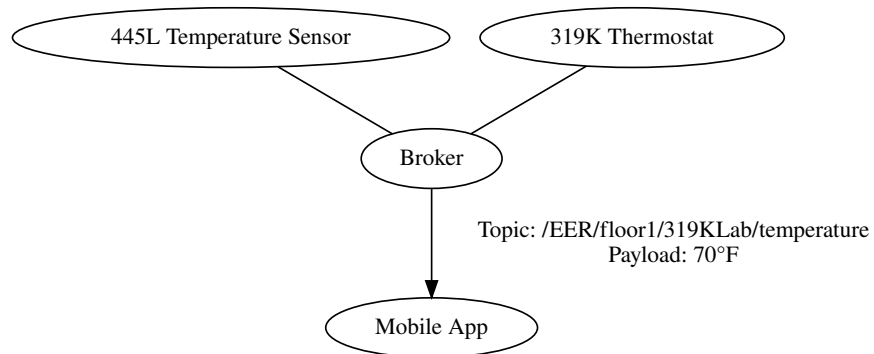 445L Temperature Sensor
319K Thermostat
Broker
Topic: /EER/floor1/319KLab/temperature
Payload: 70°F
Mobile App